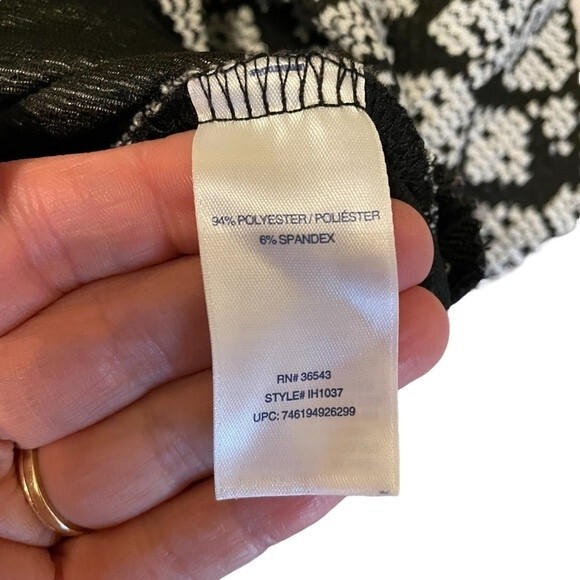 94% POLYESTER / POLIÉSTER
6% SPANDEX
RN# 36543
STYLE# IH1037
UPC: 746194926299